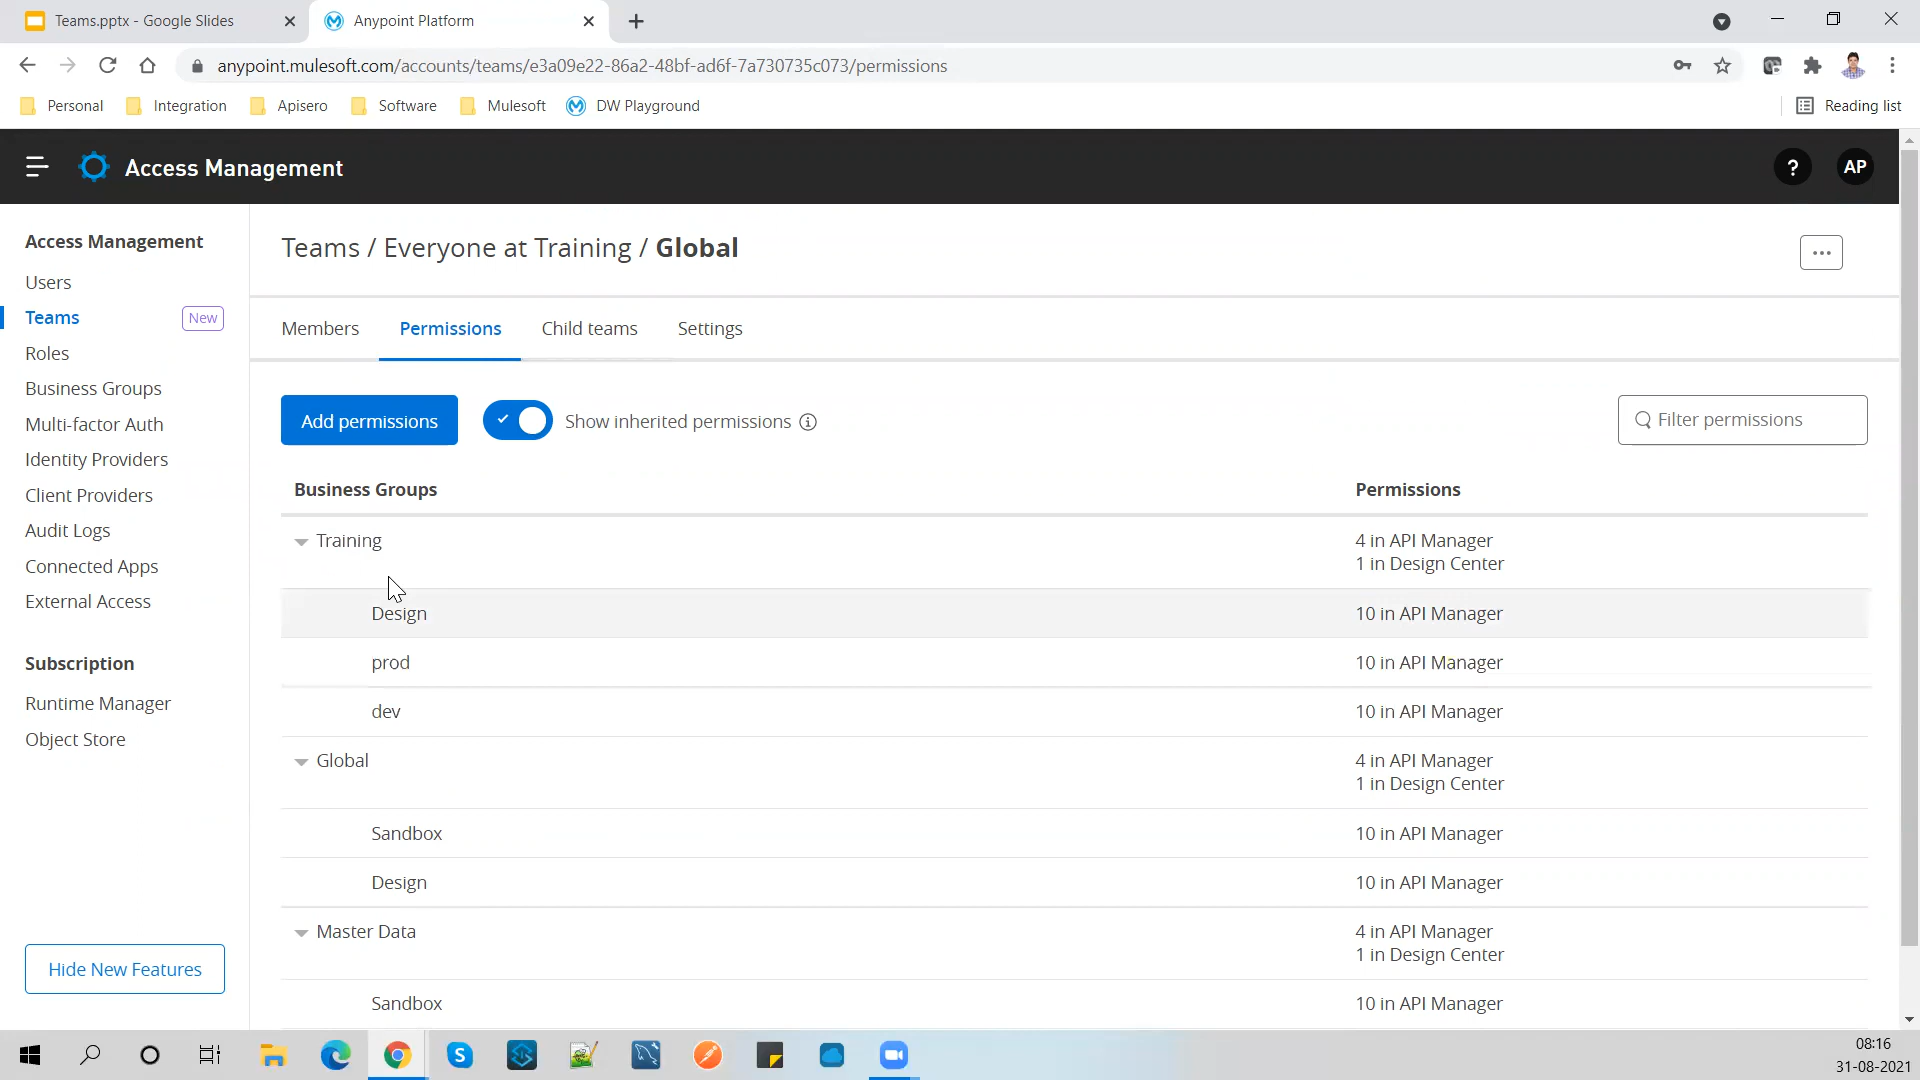 Teams.pptx - Google Slides
Anypoint Platform
anypoint.mulesoft.com/accounts/teams/e3a09e22-86a2-48bf-ad6f-7a730735c073/permissions
Personal
Integration
Apisero
Software
Mulesoft
DW Playground
Reading list
Access Management
?
AP
Access Management
Users
Teams
New
Roles
Business Groups
Multi-factor Auth
Identity Providers
Client Providers
Audit Logs
Connected Apps
External Access
Subscription
Runtime Manager
Object Store
Hide New Features
Teams / Everyone at Training / Global
Members
Permissions
Child teams
Settings
Add permissions
Show inherited permissions
Filter permissions
Business Groups
Permissions
Training
4 in API Manager
1 in Design Center
Design
10 in API Manager
prod
10 in API Manager
dev
10 in API Manager
Global
4 in API Manager
1 in Design Center
Sandbox
10 in API Manager
Design
10 in API Manager
Master Data
4 in API Manager
1 in Design Center
Sandbox
10 in API Manager
08:16
31-08-2021